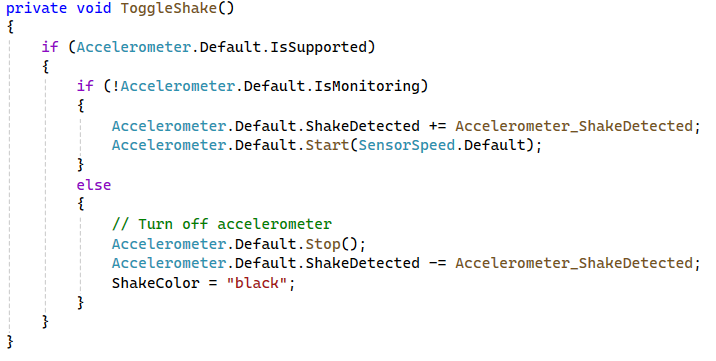 private void ToggleShake()
{
    if (Accelerometer.Default.IsSupported)
    {
        if (!Accelerometer.Default.IsMonitoring)
        {
            Accelerometer.Default.ShakeDetected += Accelerometer_ShakeDetected;
            Accelerometer.Default.Start(SensorSpeed.Default);
        }
        else
        {
            // Turn off accelerometer
            Accelerometer.Default.Stop();
            Accelerometer.Default.ShakeDetected -= Accelerometer_ShakeDetected;
            ShakeColor = "black";
        }
    }
}